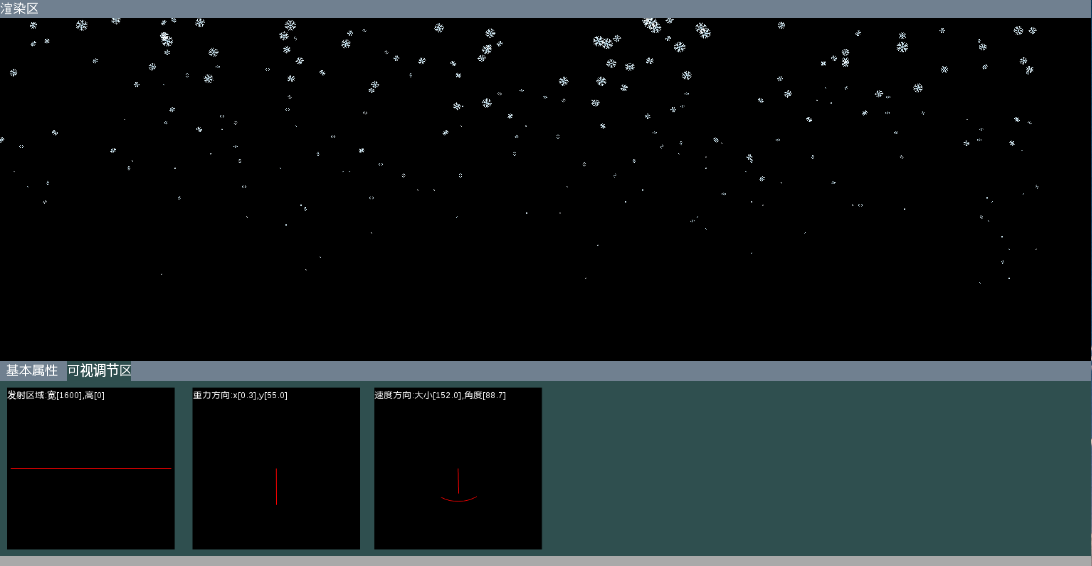 渲染区
基本属性 可视调节区
发射区域 宽[1600],高[0]
重力方向:x[0.3],y[55.0]
速度方向:大小[152.0],角度[88.7]